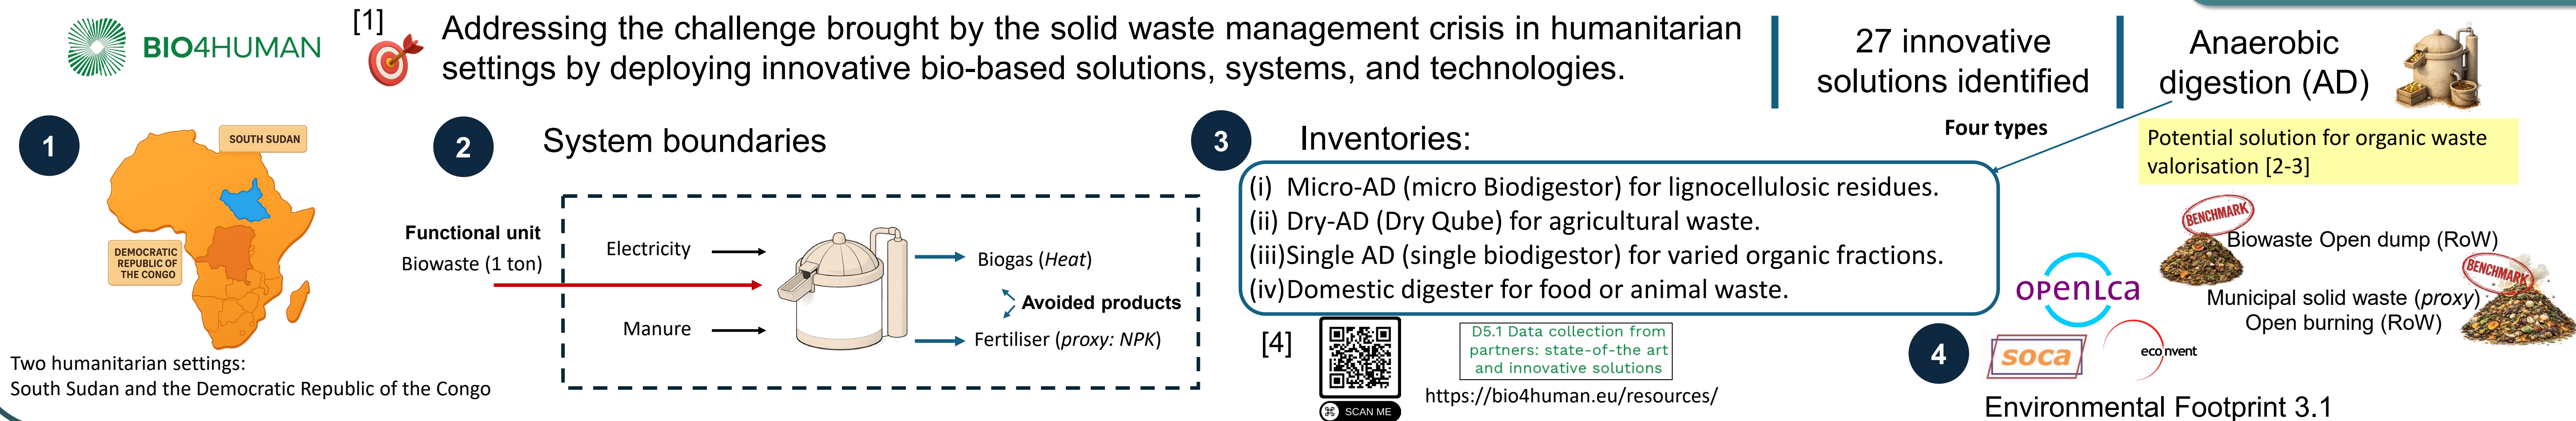 BIO4HUMAN
[1]
Addressing the challenge brought by the solid waste management crisis in humanitarian
settings by deploying innovative bio-based solutions, systems, and technologies.
27 innovative
solutions identified
Anaerobic
digestion (AD)
1
SOUTH SUDAN
DEMOCRATIC
REPUBLIC OF
THE CONGO
Two humanitarian settings:
South Sudan and the Democratic Republic of the Congo
2
System boundaries
Functional unit
Biowaste (1 ton)
Electricity
Manure
Biogas (Heat)
Avoided products
Fertiliser (proxy: NPK)
3
Inventories:
Four types
(i) Micro-AD (micro Biodigestor) for lignocellulosic residues.
(ii) Dry-AD (Dry Qube) for agricultural waste.
(iii)Single AD (single biodigestor) for varied organic fractions.
(iv)Domestic digester for food or animal waste.
[4]
SCAN ME
D5.1 Data collection from
partners: state-of-the art
and innovative solutions
https://bio4human.eu/resources/
Potential solution for organic waste
valorisation [2-3]
BENCHMARK
Biowaste Open dump (RoW)
BENCHMARK
Municipal solid waste (proxy)
Open burning (RoW)
4
openLca
soca
ecoinvent
Environmental Footprint 3.1